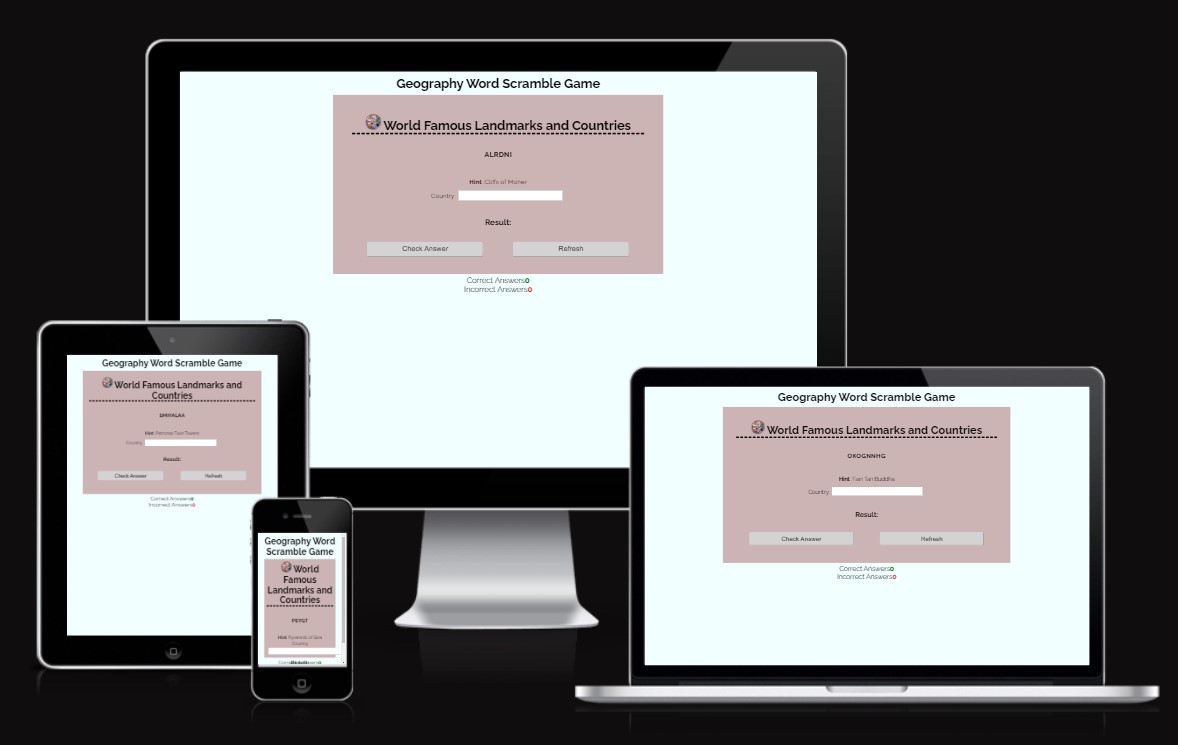 Geography Word Scramble Game
World Famous Landmarks and Countries
ALRDNI
Hint Cliffs of Moher
Country
Result:
Check Answer Refresh
Correct Answers0
Incorrect Answers0
Geography Word Scramble Game
World Famous Landmarks and
Countries
Hint Petronas Twin Towers
Country
Result:
Check Answer Refresh
Correct Answers0
Incorrect Answers0
Geography Word
Scramble Game
World
Famous
Landmarks and
Countries
Hint Pyramids of Giza
Country
Geography Word Scramble Game
World Famous Landmarks and Countries
OKOGNNHG
Hint Tian Tan Buddha
Country
Result:
Check Answer Refresh
Correct Answers0
Incorrect Answers0